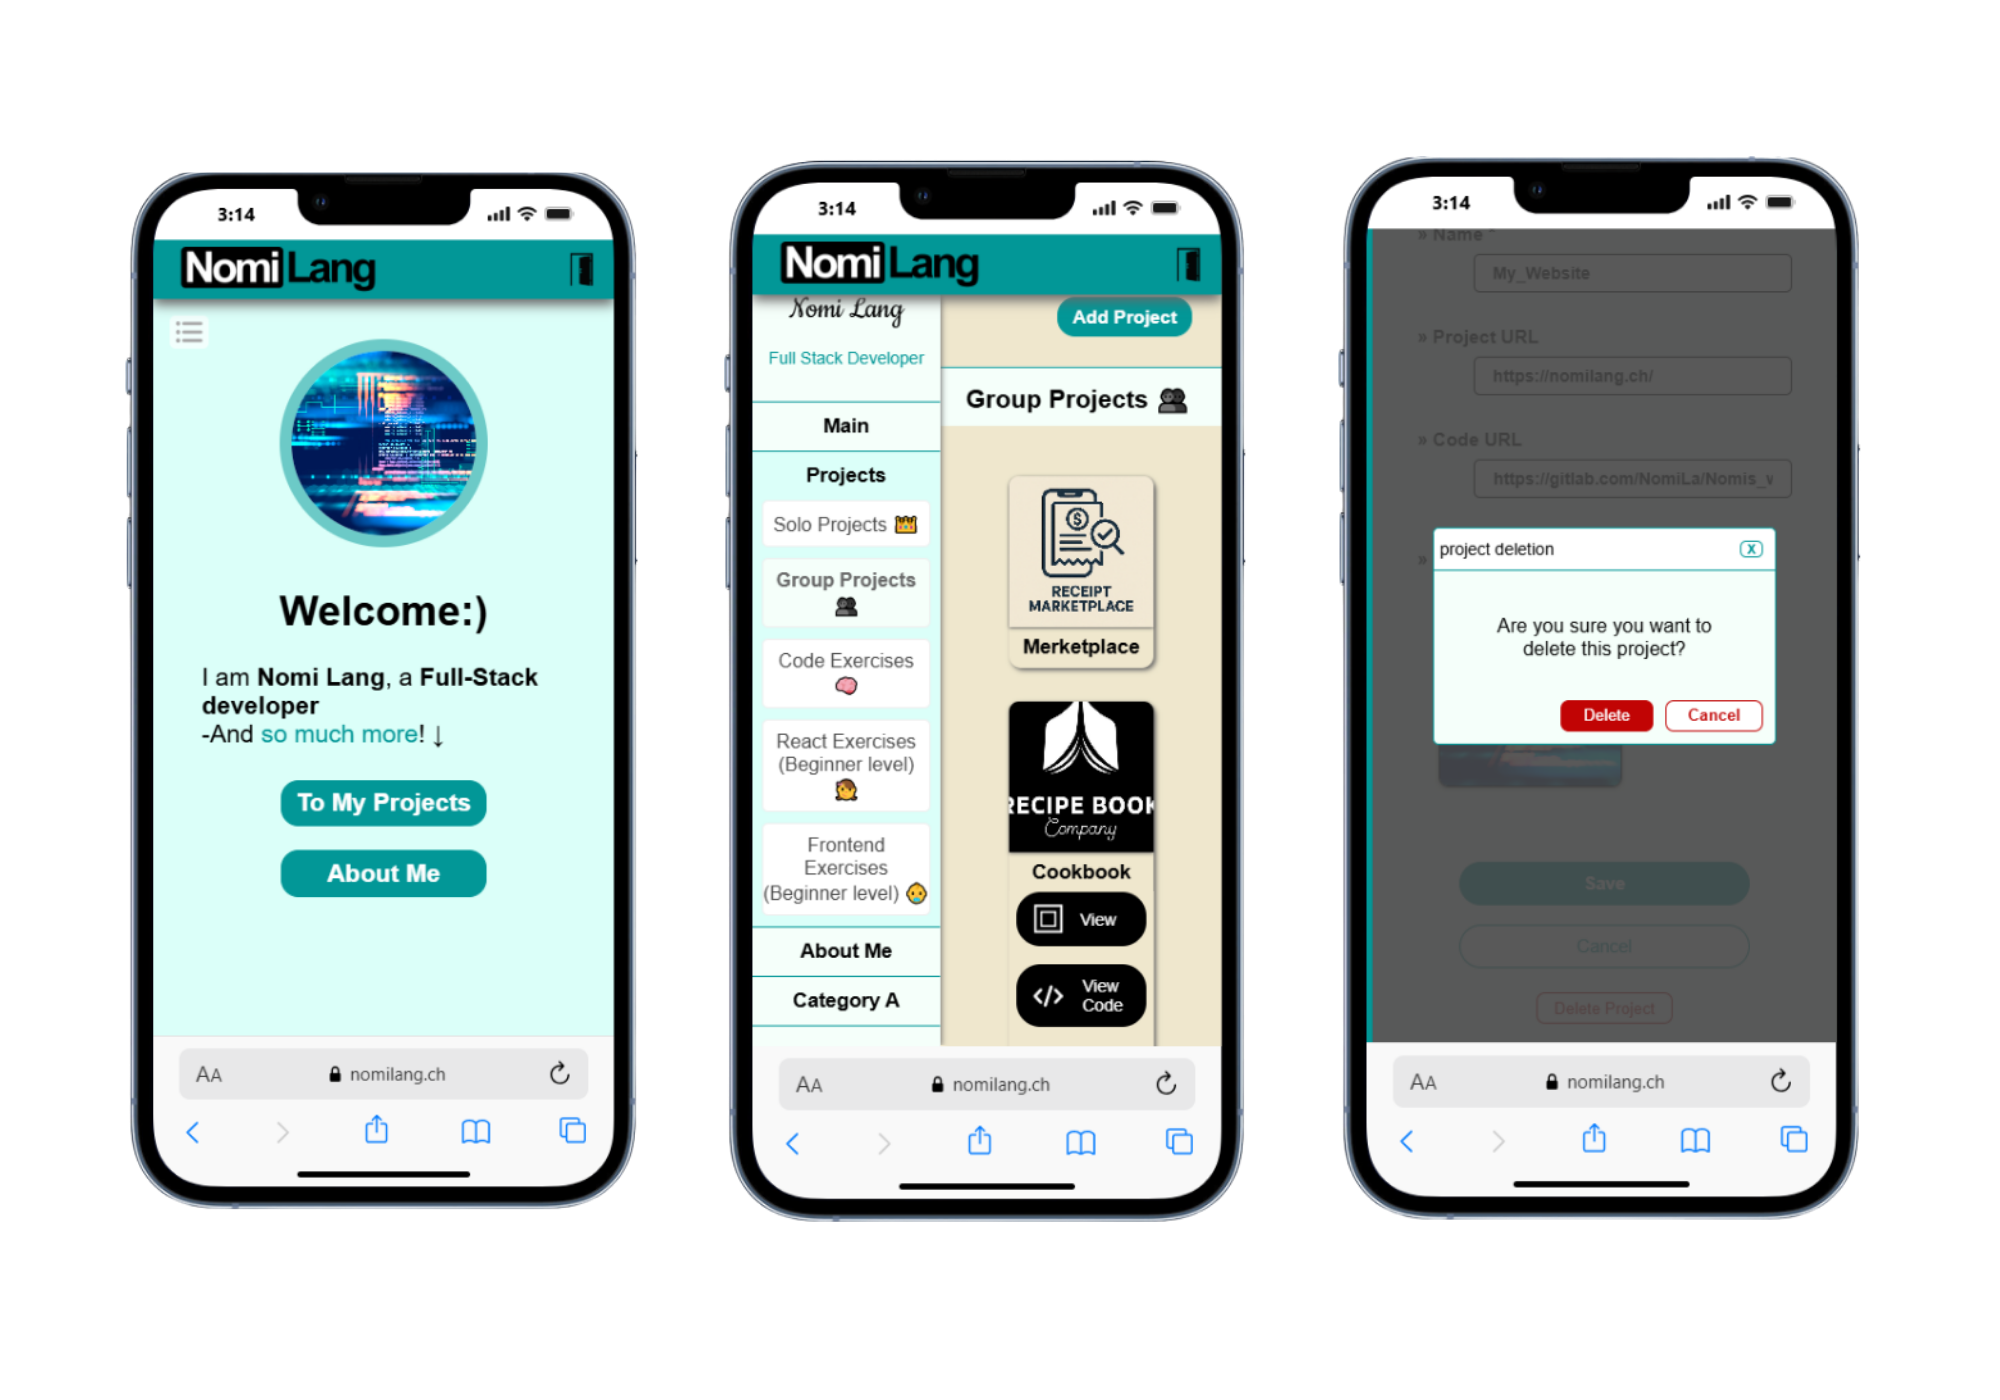 3:14
Nomi Lang
Welcome:)
I am Nomi Lang, a Full-Stack
developer
-And so much more! ↓
To My Projects
About Me
AA
nomilang.ch
3:14
Nomi Lang
Nomi Lang
Full Stack Developer
Main
Projects
Solo Projects
Group Projects
Code Exercises
React Exercises
(Beginner level)
Frontend
Exercises
(Beginner level)
About Me
Category A
Add Project
Group Projects
RECEIPT
MARKETPLACE
Merketplace
RECIPE BOOK
Company
Cookbook
View
</> View
Code
AA
nomilang.ch
3:14
» Name *
My_Website
» Project URL
https://nomilang.ch/
» Code URL
https://gitlab.com/NomiLa/Nomis_v
»
project deletion
X
Are you sure you want to
delete this project?
Delete
Cancel
Save
Cancel
Delete Project
AA
nomilang.ch